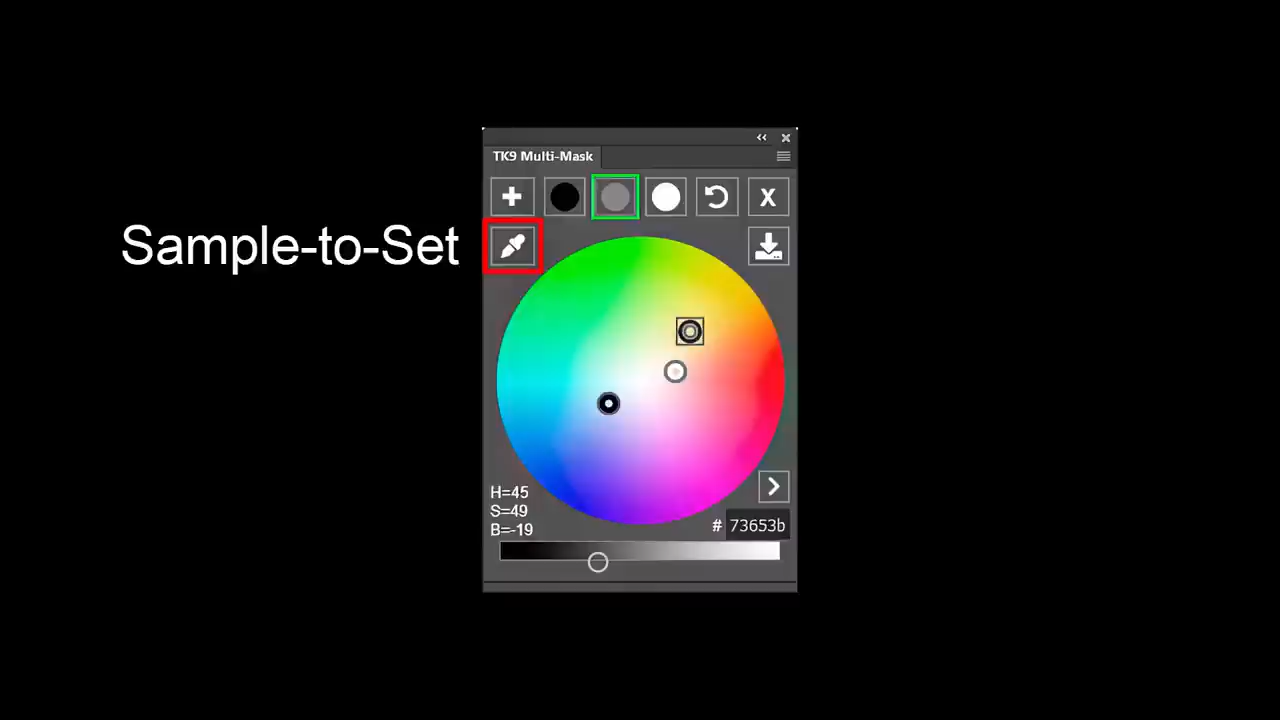 TK9 Multi-Mask
X
Sample-to-Set
H=45
S=49
B=-19
# 73653b